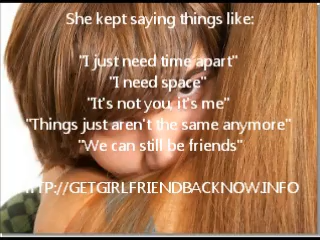 She kept saying things like:
"I just need time apart"
"I need space"
"It's not you, it's me"
"Things just aren't the same anymore"
"We can still be friends"
HTTP://GETGIRLFRIENDBACKNOW.INFO